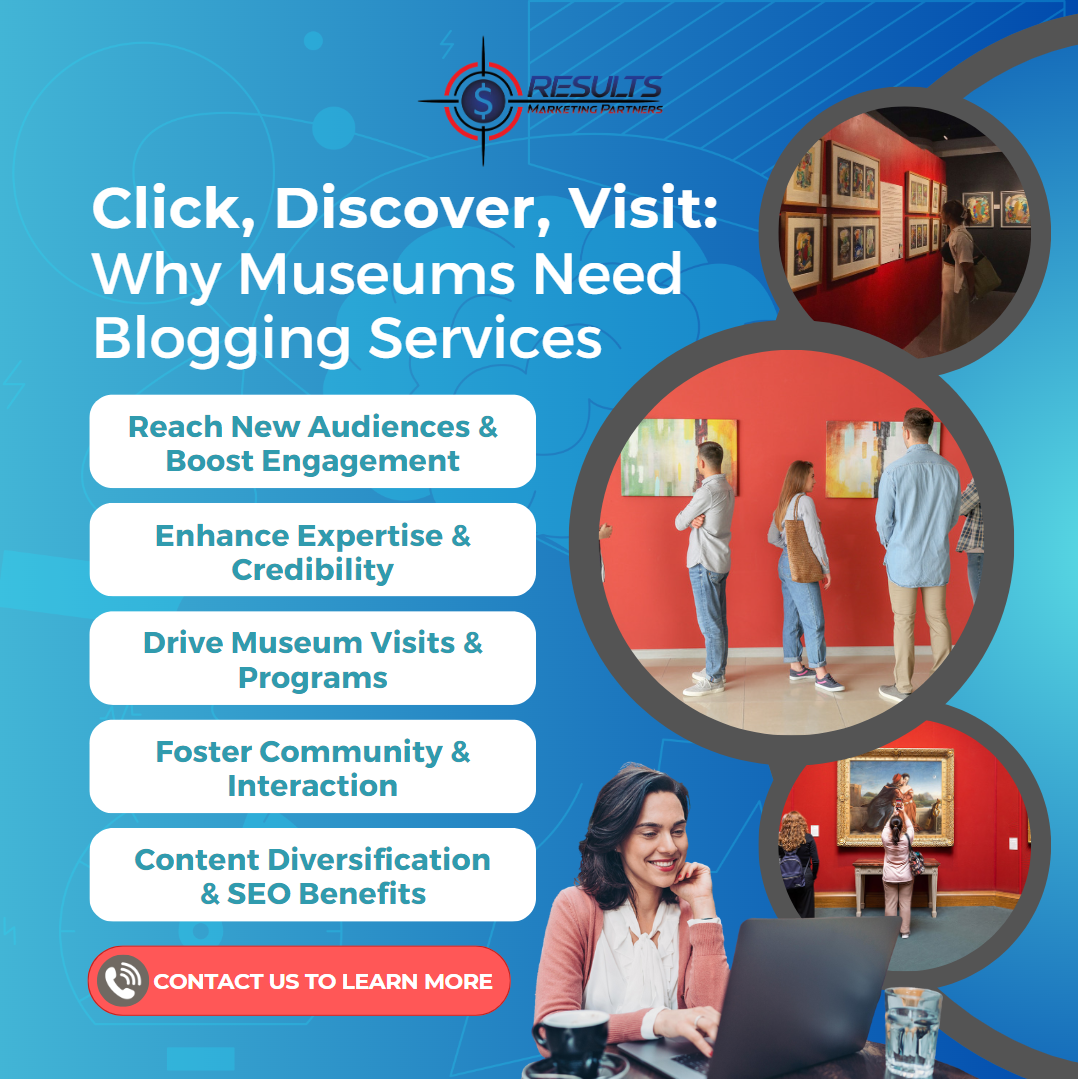 $ RESULTS
MARKETING PARTNERS
Click, Discover, Visit:
Why Museums Need
Blogging Services
Reach New Audiences &
Boost Engagement
Enhance Expertise &
Credibility
Drive Museum Visits &
Programs
Foster Community &
Interaction
Content Diversification
& SEO Benefits
CONTACT US TO LEARN MORE